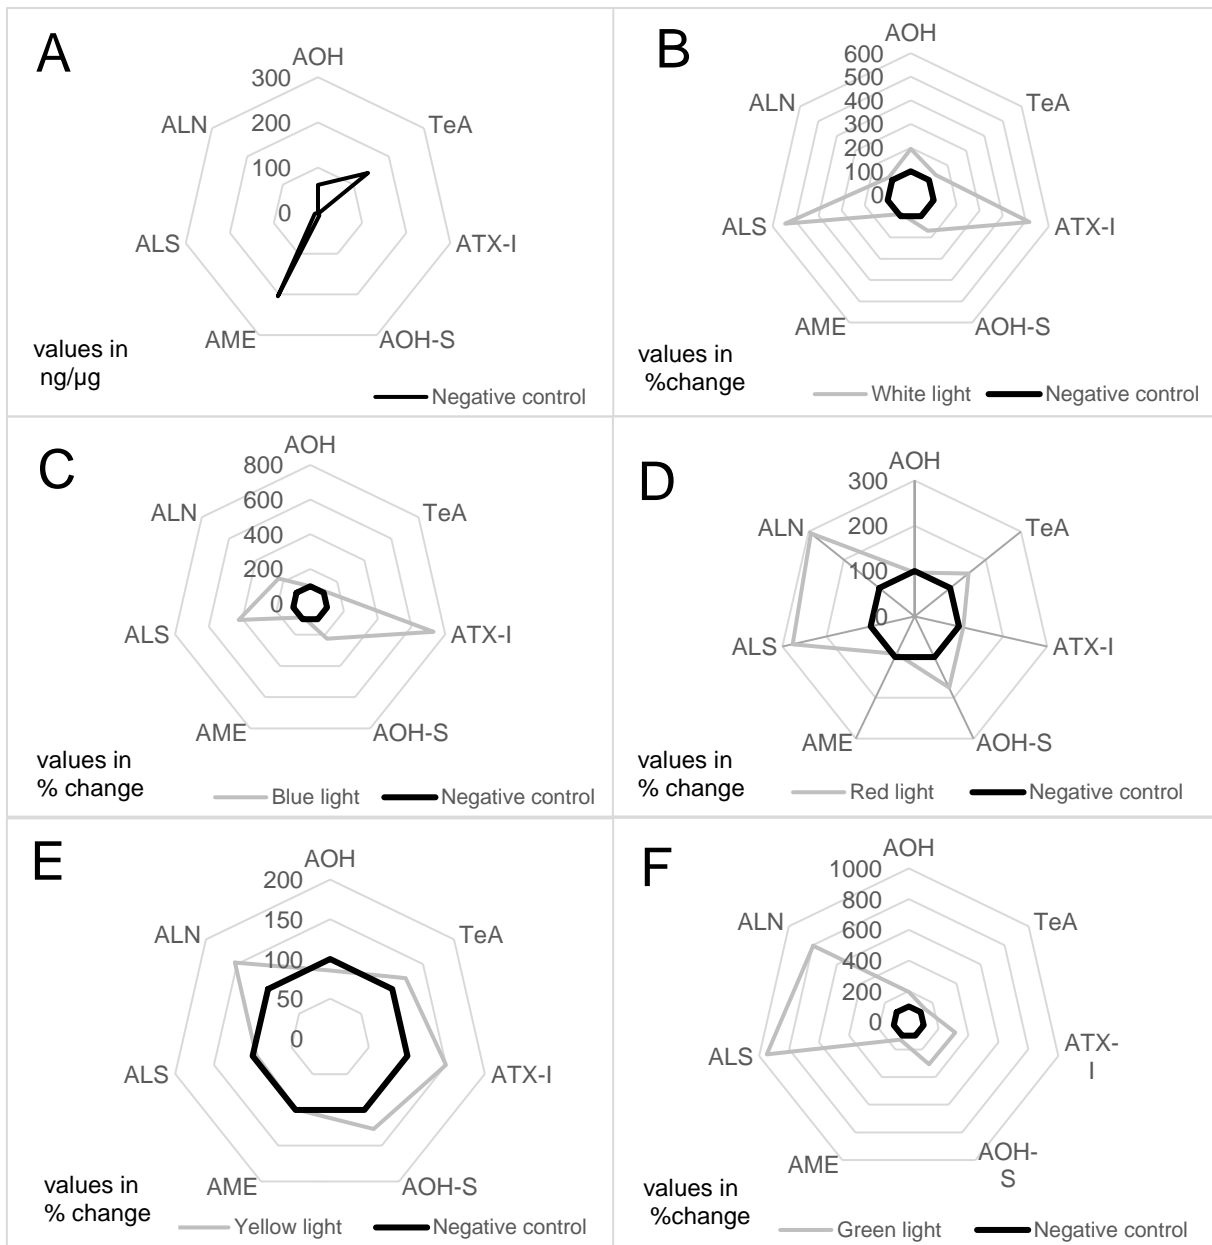 A
AOH
300
200
100
0
TeA
ATX-I
AOH-S
AME
ALS
ALN
values in
ng/µg
Negative control
B
AOH
600
500
400
300
200
100
0
TeA
ATX-I
AOH-S
AME
ALS
ALN
values in
%change
White light
Negative control
C
AOH
800
600
400
200
0
TeA
ATX-I
AOH-S
AME
ALS
ALN
values in
% change
Blue light
Negative control
D
AOH
300
200
100
0
TeA
ATX-I
AOH-S
AME
ALS
ALN
values in
% change
Red light
Negative control
E
AOH
200
150
100
50
0
TeA
ATX-I
AOH-S
AME
ALS
ALN
values in
% change
Yellow light
Negative control
F
AOH
1000
800
600
400
200
0
TeA
ATX-
I
AOH-
S
AME
ALS
ALN
values in
%change
Green light
Negative control